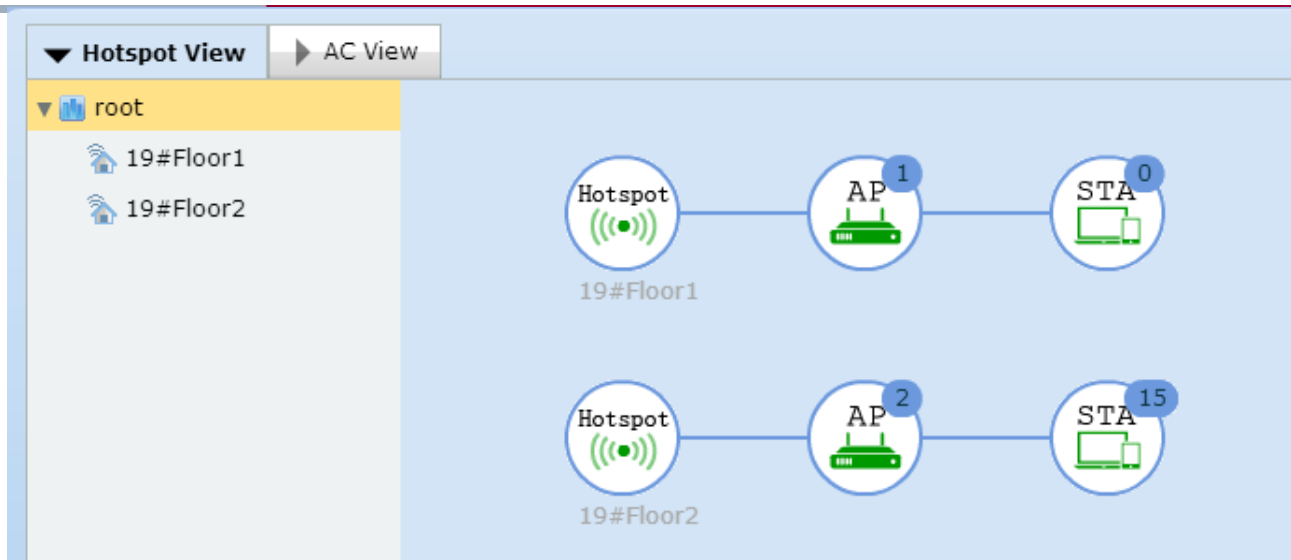 Hotspot View
AC View
root
19#Floor1
19#Floor2
Hotspot
AP
1
STA
0
19#Floor1
Hotspot
AP
2
STA
15
19#Floor2